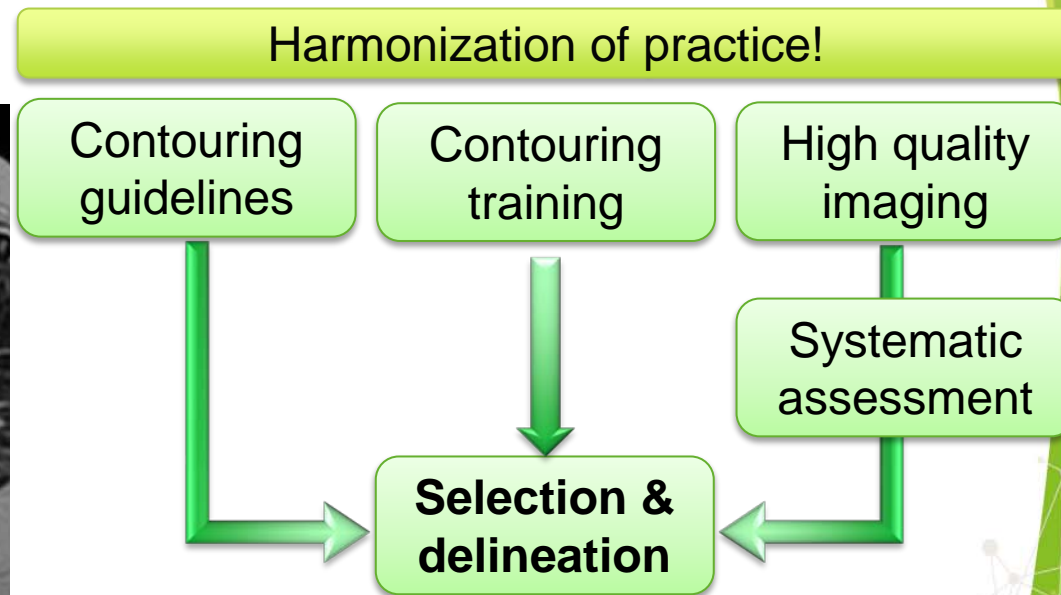 Harmonization of practice!
Contouring
guidelines
Contouring
training
High quality
imaging
Systematic
assessment
Selection &
delineation